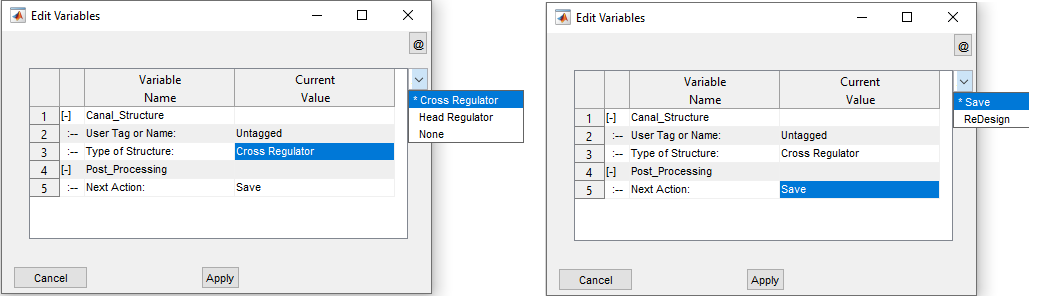 Edit Variables
@
Variable Name Current Value
* Cross Regulator
Head Regulator
None
1 [-] Canal_Structure
2 :-- User Tag or Name: Untagged
3 :-- Type of Structure: Cross Regulator
4 [-] Post_Processing
5 :-- Next Action: Save
Cancel Apply
Edit Variables
@
Variable Name Current Value
* Save
ReDesign
1 [-] Canal_Structure
2 :-- User Tag or Name: Untagged
3 :-- Type of Structure: Cross Regulator
4 [-] Post_Processing
5 :-- Next Action: Save
Cancel Apply